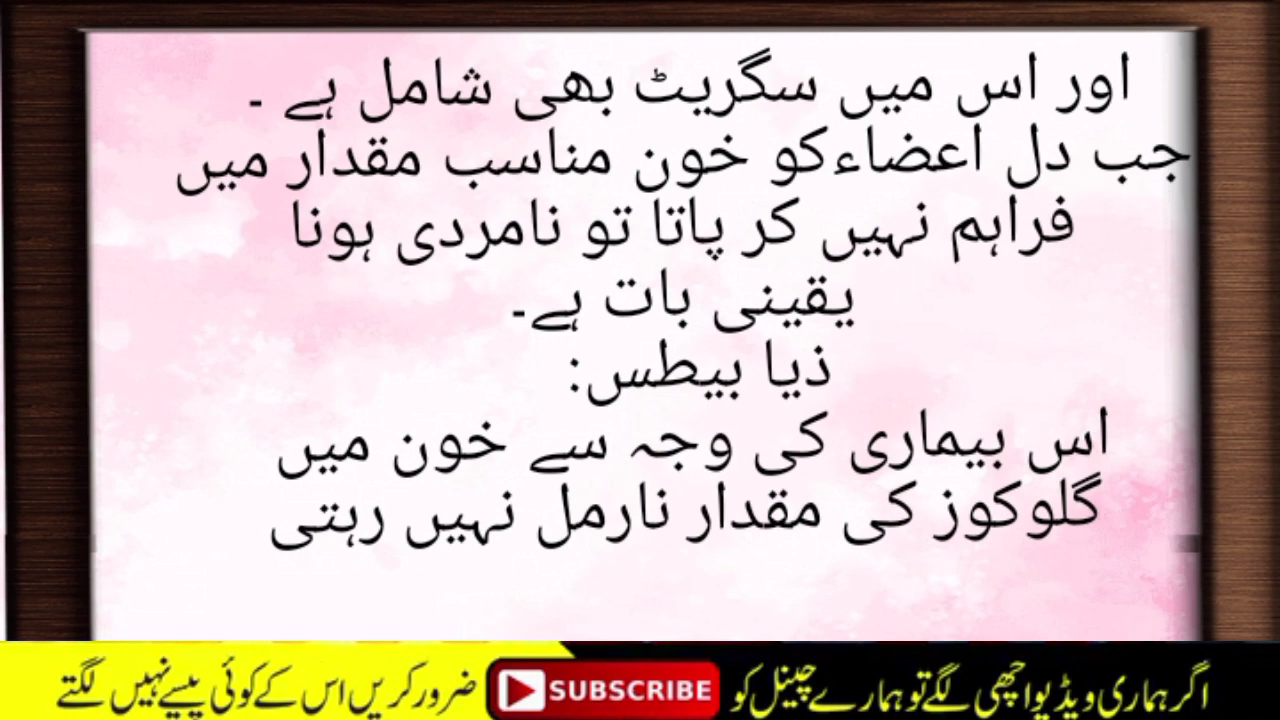 اور اس میں سگریٹ بھی شامل ہے ۔
جب دل اعضاءکو خون مناسب مقدار میں
فراہم نہیں کر پاتا تو نامردی ہونا
یقینی بات ہے۔
ذیا بیطس:
اس بیماری کی وجہ سے خون میں
گلوکوز کی مقدار نارمل نہیں رہتی
اگر ہماری ویڈیو اچھی لگے تو ہمارے چینل کو SUBSCRIBE ضرور کریں اس کے کوئی پیسے نہیں لگتے